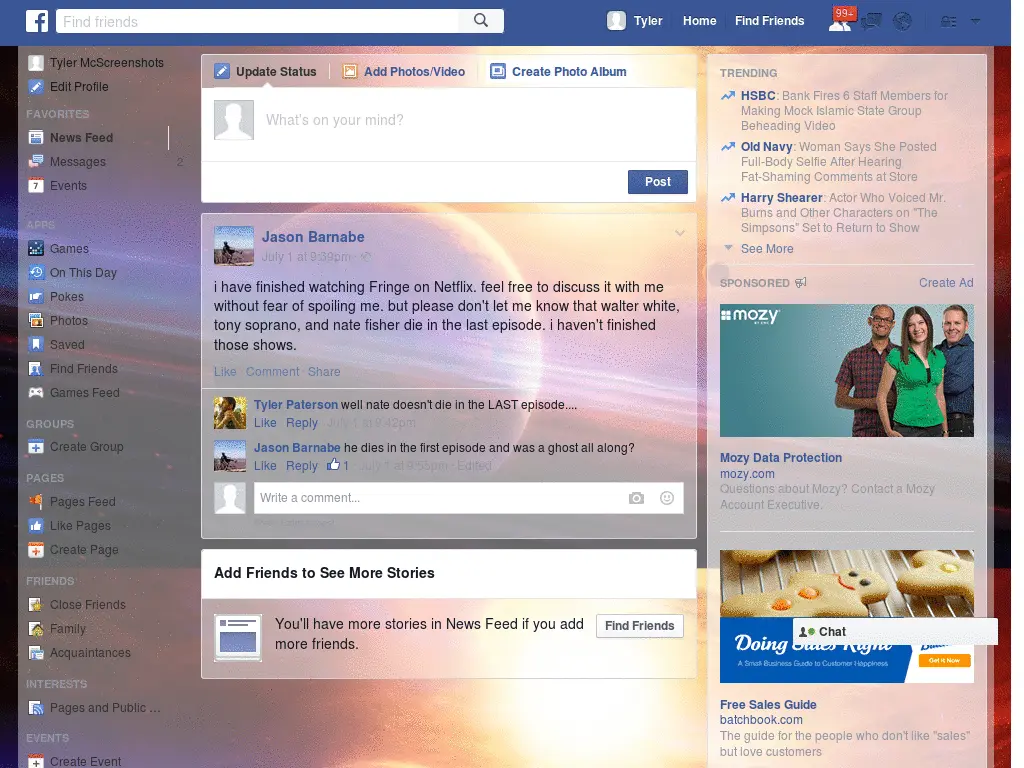 Find friends
Tyler
Home
Find Friends
99+
Tyler McScreenshots
Edit Profile
FAVORITES
News Feed
Messages
2
Events
7
APPS
Games
On This Day
Pokes
Photos
Saved
Find Friends
Games Feed
GROUPS
Create Group
PAGES
Pages Feed
Like Pages
Create Page
FRIENDS
Close Friends
Family
Acquaintances
INTERESTS
Pages and Public ...
EVENTS
Create Event
Update Status
Add Photos/Video
Create Photo Album
What's on your mind?
Post
Jason Barnabe
July 1 at 9:39pm ·
i have finished watching Fringe on Netflix. feel free to discuss it with me
without fear of spoiling me. but please don't let me know that walter white,
tony soprano, and nate fisher die in the last episode. i haven't finished
those shows.
Like · Comment · Share
Tyler Paterson well nate doesn't die in the LAST episode....
Like · Reply · July 1 at 9:42pm
Jason Barnabe he dies in the first episode and was a ghost all along?
Like · Reply · 1 · July 1 at 9:55pm · Edited
Write a comment...
Add Friends to See More Stories
You'll have more stories in News Feed if you add
more friends.
Find Friends
TRENDING
HSBC: Bank Fires 6 Staff Members for
Making Mock Islamic State Group
Beheading Video
Old Navy: Woman Says She Posted
Full-Body Selfie After Hearing
Fat-Shaming Comments at Store
Harry Shearer: Actor Who Voiced Mr.
Burns and Other Characters on "The
Simpsons" Set to Return to Show
See More
SPONSORED
Create Ad
mozy
Mozy Data Protection
mozy.com
Questions about Mozy? Contact a Mozy
Account Executive.
Chat
Doing Sales Right
A Small Business Guide to Customer Happiness
Get It Now
Free Sales Guide
batchbook.com
The guide for the people who don't like "sales"
but love customers